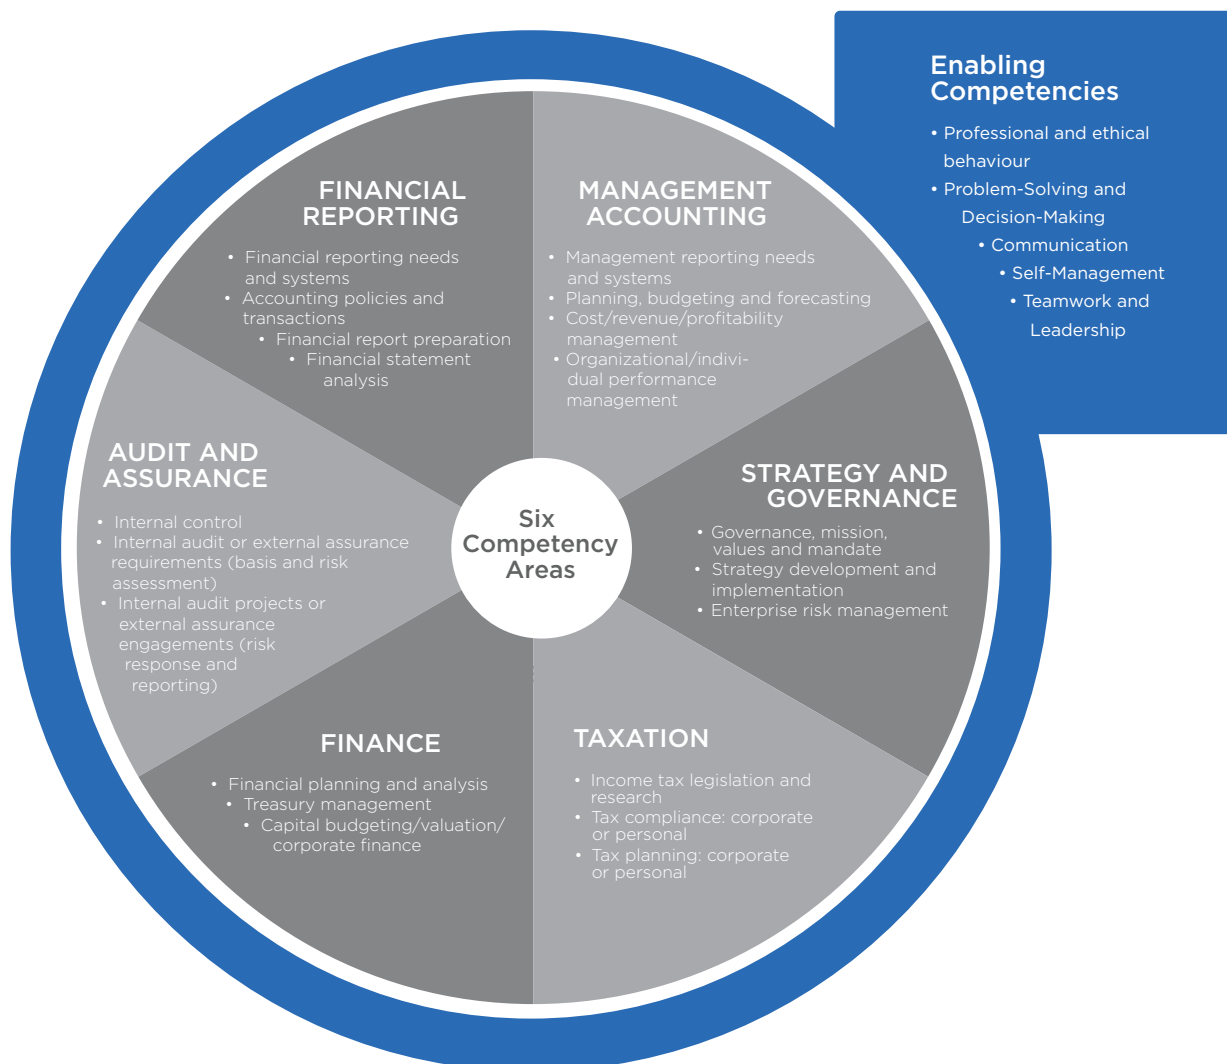 Enabling
Competencies
• Professional and ethical
behaviour
• Problem-Solving and
Decision-Making
• Communication
• Self-Management
• Teamwork and
Leadership
FINANCIAL
REPORTING
• Financial reporting needs
and systems
• Accounting policies and
transactions
• Financial report preparation
• Financial statement
analysis
MANAGEMENT
ACCOUNTING
• Management reporting needs
and systems
• Planning, budgeting and forecasting
• Cost/revenue/profitability
management
• Organizational/indivi-
dual performance
management
AUDIT AND
ASSURANCE
• Internal control
• Internal audit or external assurance
requirements (basis and risk
assessment)
• Internal audit projects or
external assurance
engagements (risk
response and
reporting)
Six
Competency
Areas
STRATEGY AND
GOVERNANCE
• Governance, mission,
values and mandate
• Strategy development and
implementation
• Enterprise risk management
FINANCE
• Financial planning and analysis
• Treasury management
• Capital budgeting/valuation/
corporate finance
TAXATION
• Income tax legislation and
research
• Tax compliance: corporate
or personal
• Tax planning: corporate
or personal